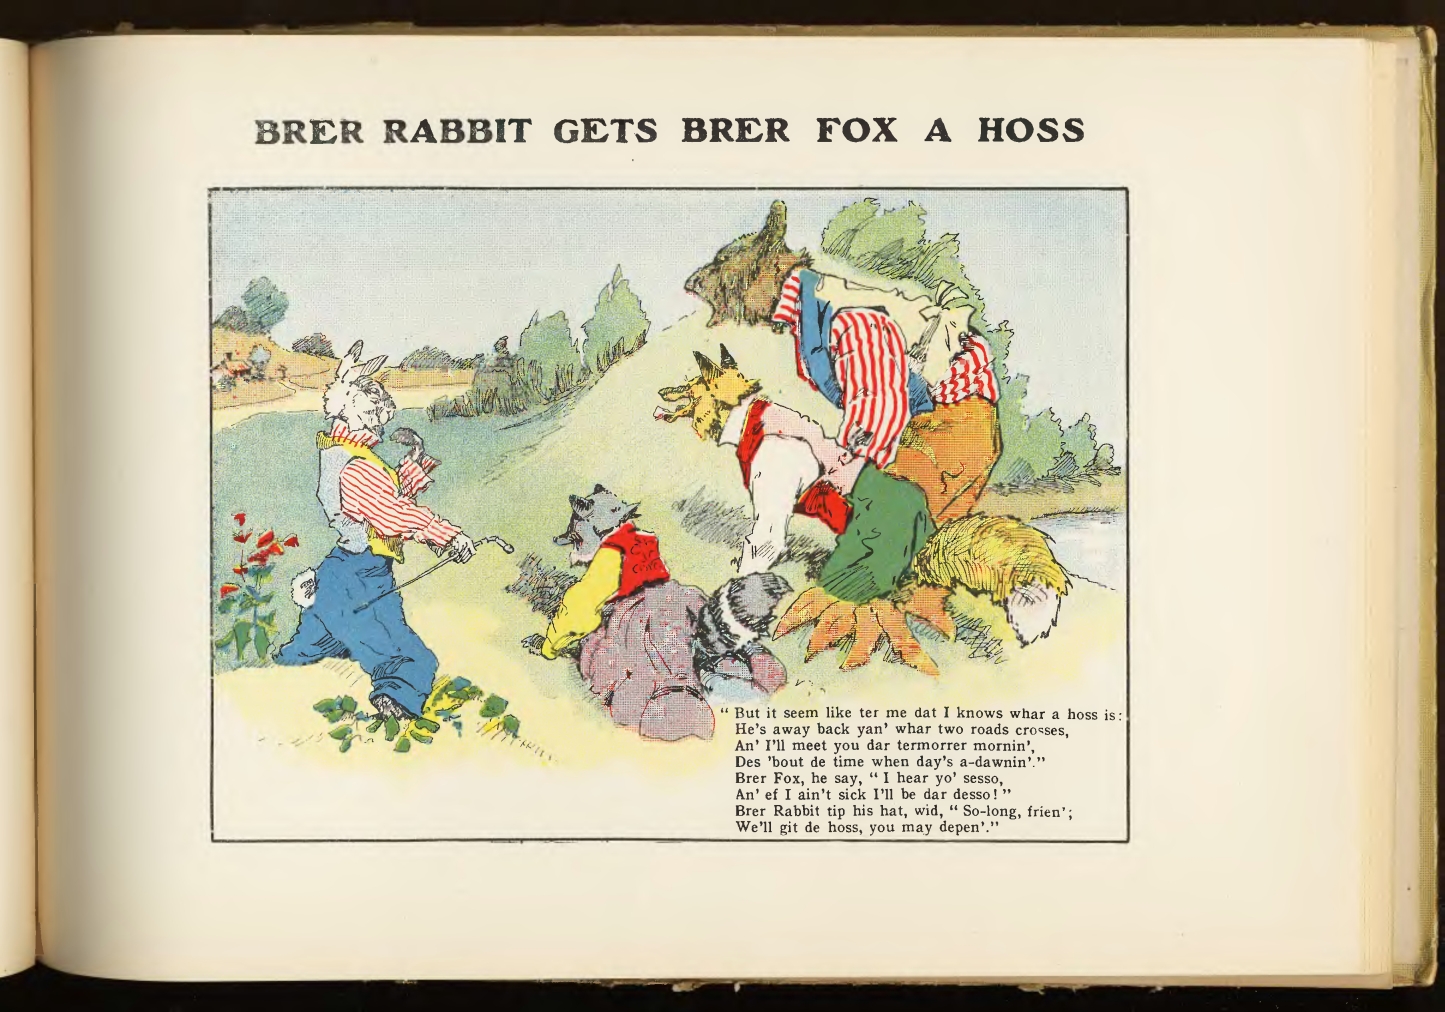 BRER RABBIT GETS BRER FOX A HOSS
“ But it seem like ter me dat I knows whar a hoss is:
He’s away back yan’ whar two roads crosses,
An’ I’ll meet you dar termorrer mornin’,
Des ’bout de time when day’s a-dawnin’.”
Brer Fox, he say, “ I hear yo’ sesso,
An’ ef I ain’t sick I’ll be dar desso! ”
Brer Rabbit tip his hat, wid, “ So-long, frien’;
We’ll git de hoss, you may depen’.”